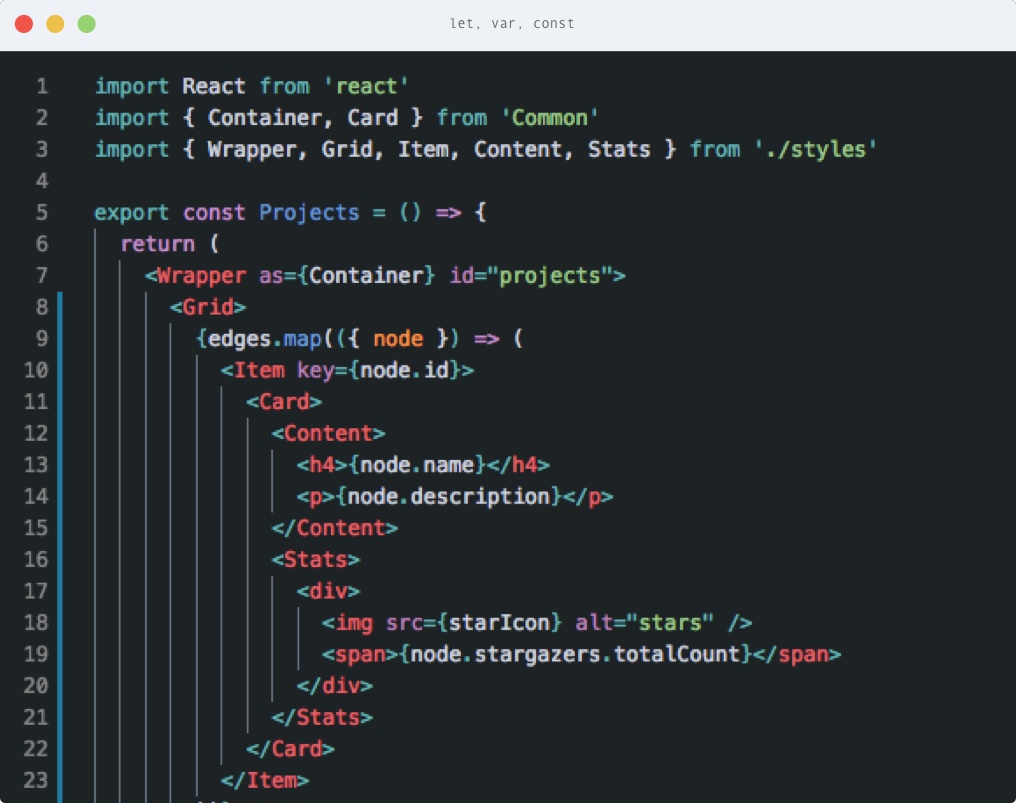 let, var, const
1 import React from 'react'
2 import { Container, Card } from 'Common'
3 import { Wrapper, Grid, Item, Content, Stats } from './styles'
4
5 export const Projects = () => {
6 return (
7 <Wrapper as={Container} id="projects">
8 <Grid>
9 {edges.map(({ node }) => (
10 <Item key={node.id}>
11 <Card>
12 <Content>
13 <h4>{node.name}</h4>
14 <p>{node.description}</p>
15 </Content>
16 <Stats>
17 <div>
18 <img src={starIcon} alt="stars" />
19 <span>{node.stargazers.totalCount}</span>
20 </div>
21 </Stats>
22 </Card>
23 </Item>